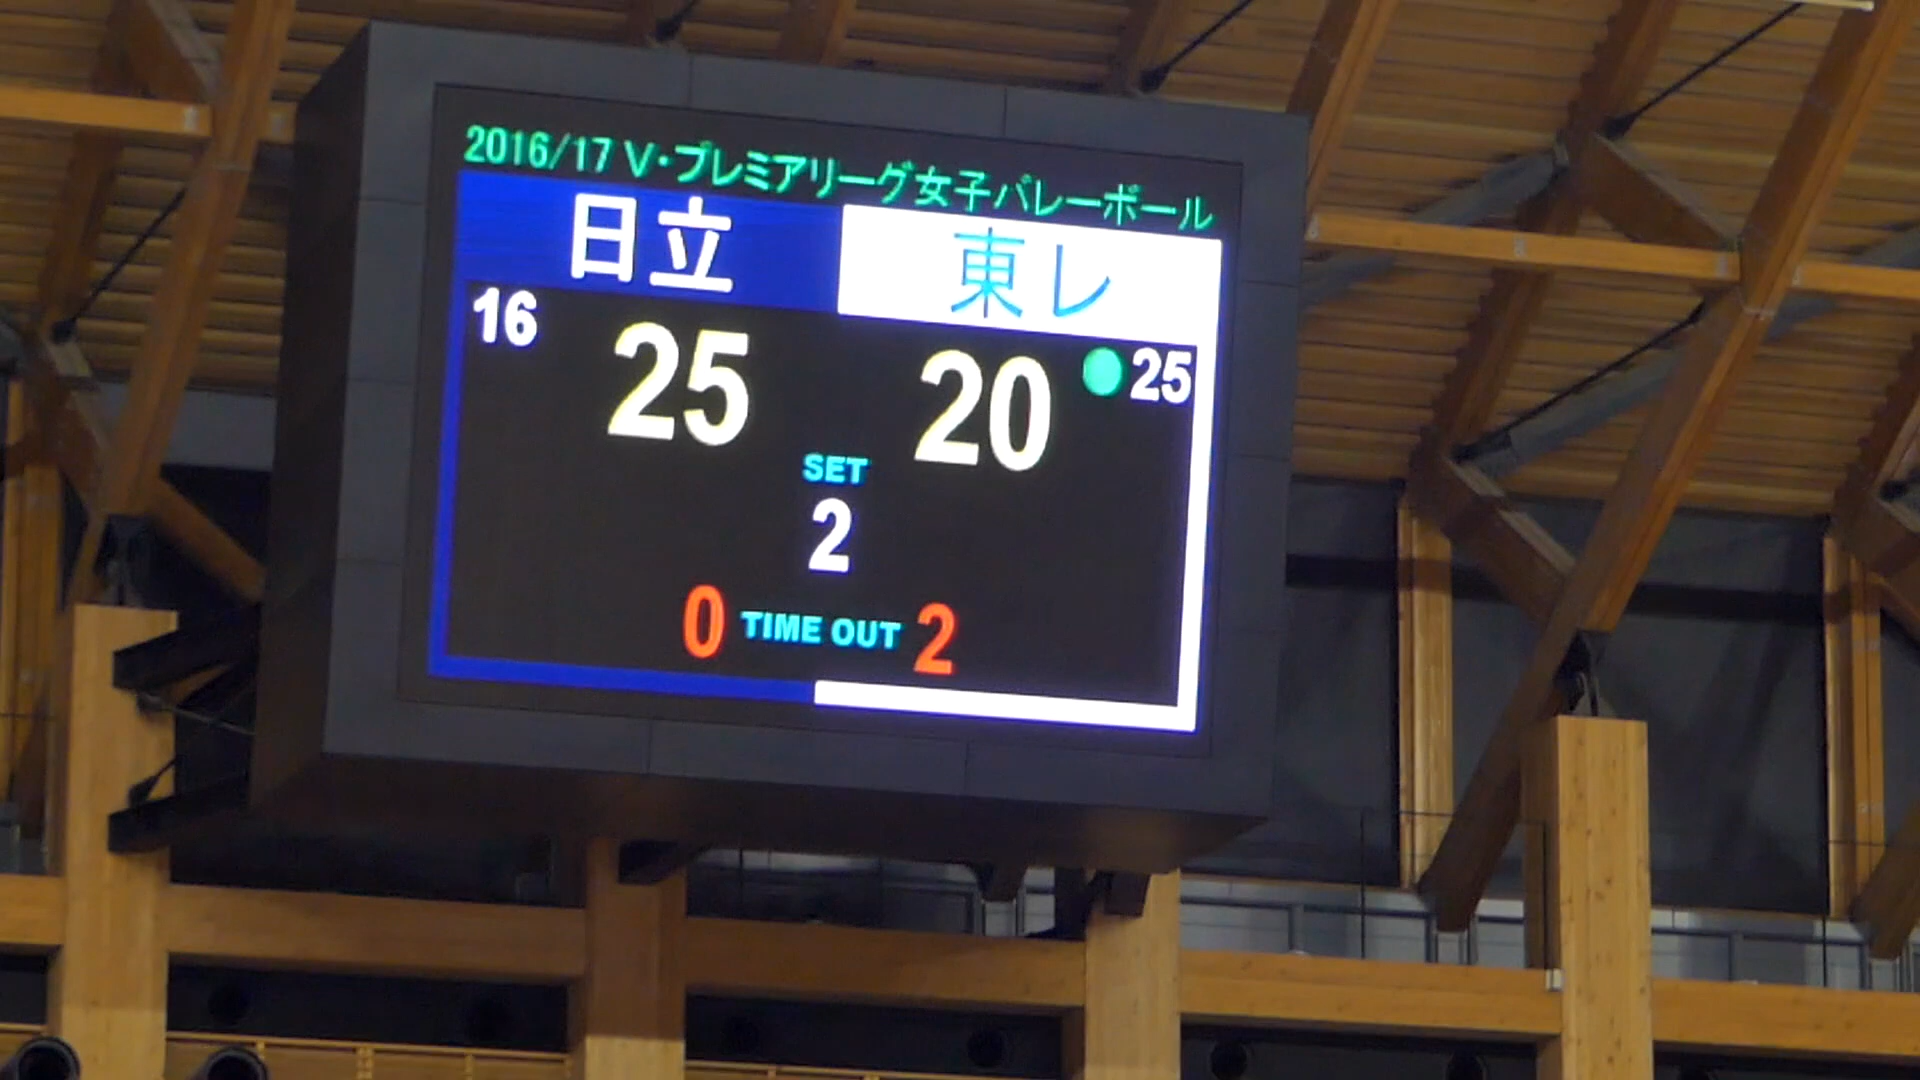 2016/17 V・プレミアリーグ女子バレーボール
日立 東レ
16 25 20 25
SET
2
0 TIME OUT 2